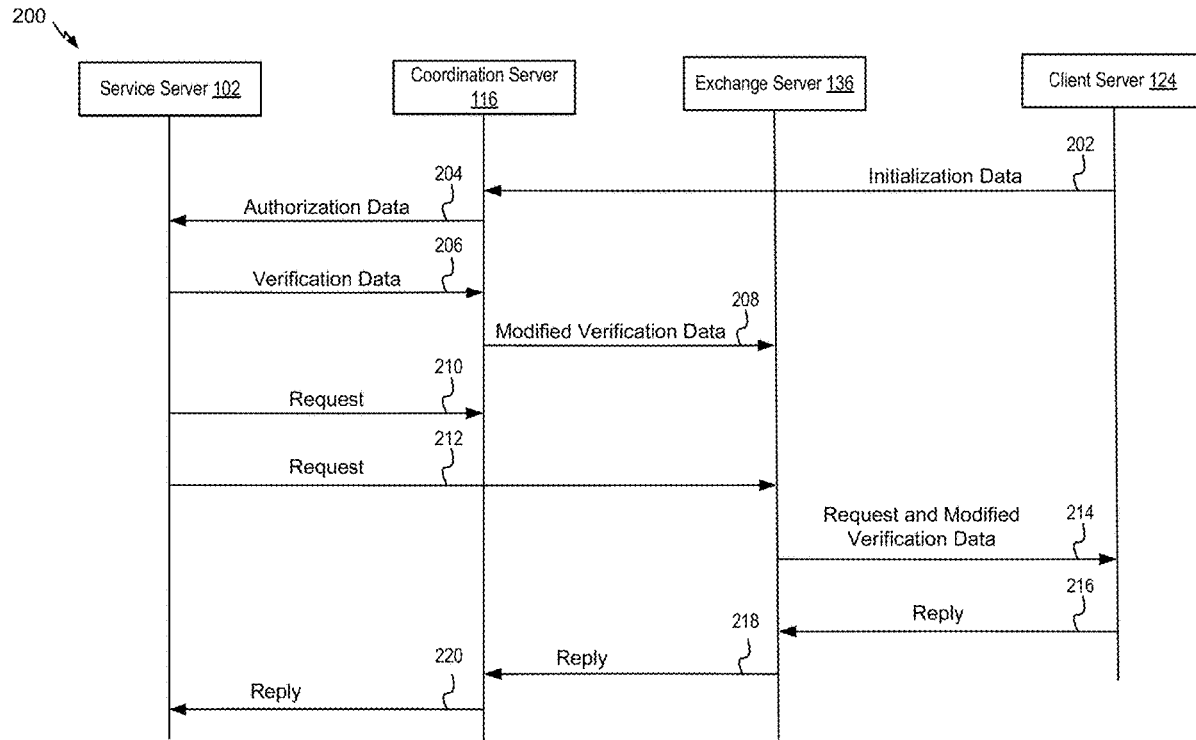 200
Service Server 102
Coordination Server
116
Exchange Server 136
Client Server 124
202
Initialization Data
204
Authorization Data
206
Verification Data
208
Modified Verification Data
210
Request
212
Request
Request and Modified
Verification Data
214
216
Reply
218
Reply
220
Reply